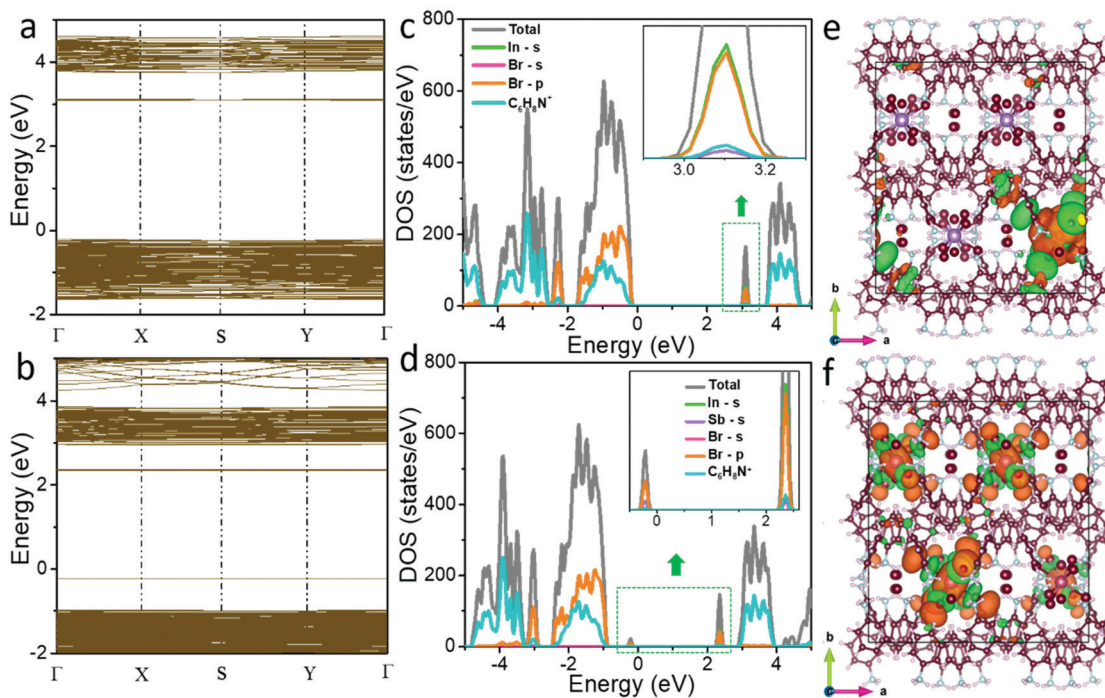 a
Energy (eV)
4
2
0
-2
Γ X S Y Γ
b
Energy (eV)
4
2
0
-2
Γ X S Y Γ
c
DOS (states/eV)
800
600
400
200
0
Total
In - s
Br - s
Br - p
C₆H₈N⁺
3.0 3.2
-4 -2 0 2 4
Energy (eV)
d
DOS (states/eV)
800
600
400
200
0
Total
In - s
Sb - s
Br - s
Br - p
C₆H₈N⁺
0 1 2
-4 -2 0 2 4
Energy (eV)
e
b
a
f
b
a